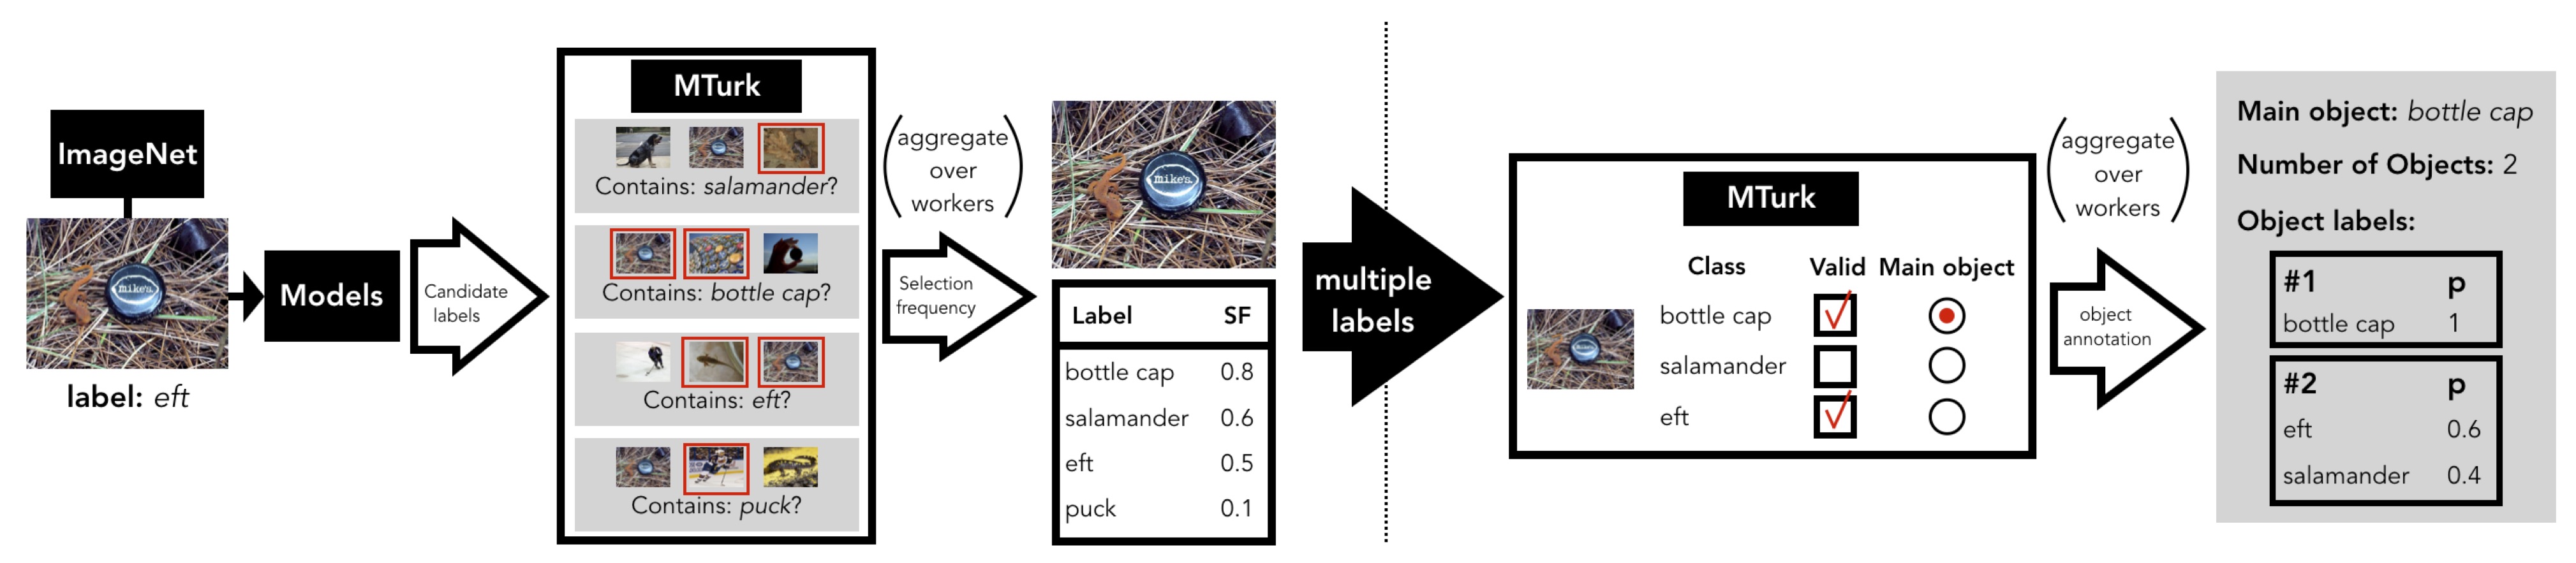 ImageNet
mike's
label: eft
Models
Candidate
labels
MTurk
Contains: salamander?
Contains: bottle cap?
Contains: eft?
Contains: puck?
(aggregate
over
workers)
Selection
frequency
mike's
Label SF
bottle cap 0.8
salamander 0.6
eft 0.5
puck 0.1
multiple
labels
MTurk
Class Valid Main object
bottle cap
salamander
eft
(aggregate
over
workers)
object
annotation
Main object: bottle cap
Number of Objects: 2
Object labels:
#1 p
bottle cap 1
#2 p
eft 0.6
salamander 0.4